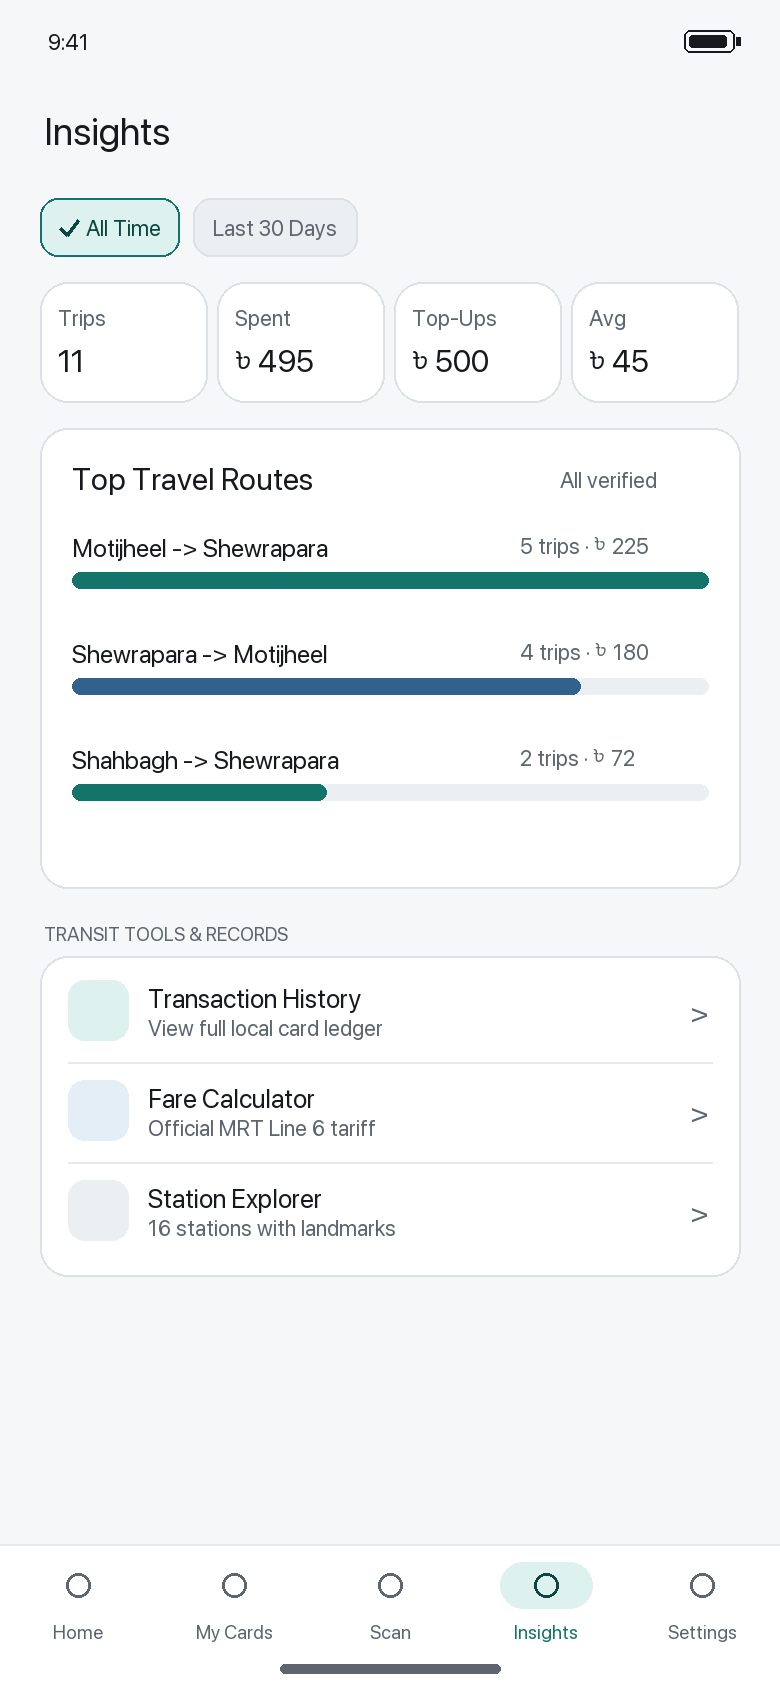 9:41
Insights
All Time
Last 30 Days
Trips
11
Spent
৳ 495
Top-Ups
৳ 500
Avg
৳ 45
Top Travel Routes
All verified
Motijheel -> Shewrapara
5 trips · ৳ 225
Shewrapara -> Motijheel
4 trips · ৳ 180
Shahbagh -> Shewrapara
2 trips · ৳ 72
TRANSIT TOOLS & RECORDS
Transaction History
View full local card ledger
>
Fare Calculator
Official MRT Line 6 tariff
>
Station Explorer
16 stations with landmarks
>
Home
My Cards
Scan
Insights
Settings